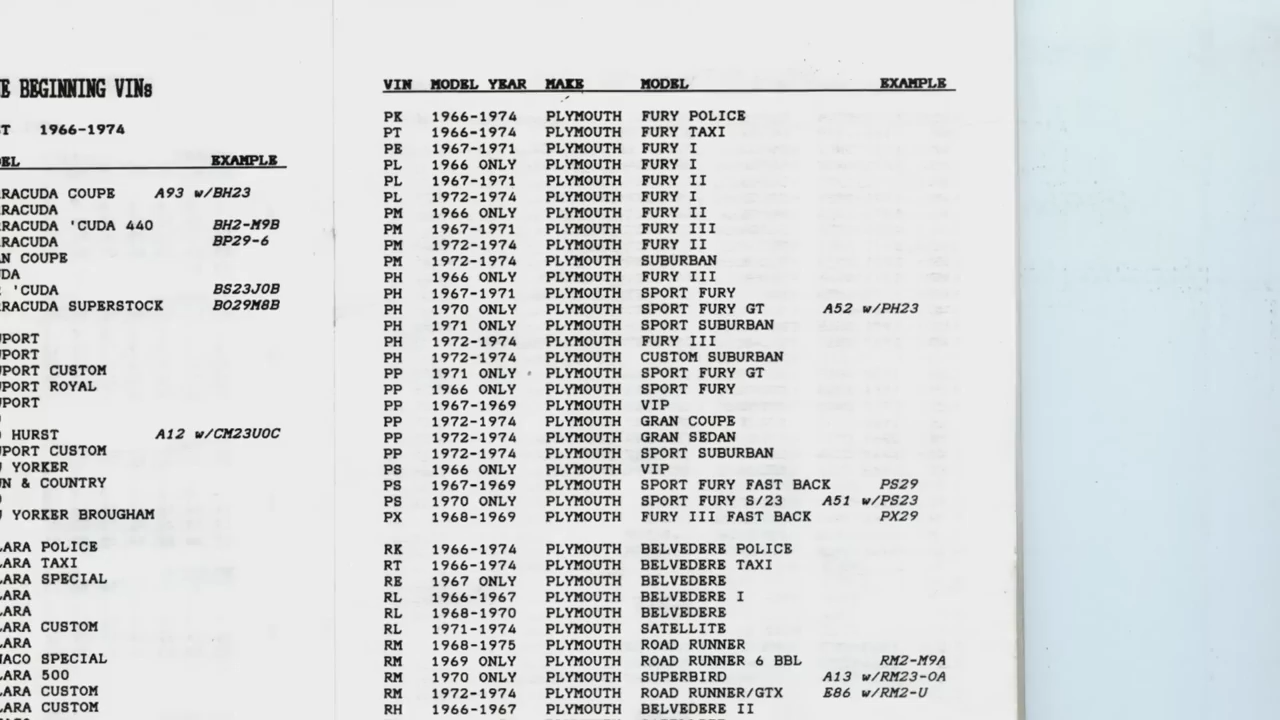 E BEGINNING VINs
T 1966-1974
DEL EXAMPLE
RACUDA COUPE A93 w/BH23
RACUDA
RACUDA 'CUDA 440 BH2-M9B
RACUDA BP29-6
N COUPE
DA
'CUDA BS23J0B
RACUDA SUPERSTOCK BO29M8B
PORT
PORT
PORT CUSTOM
PORT ROYAL
PORT
HURST A12 w/CM23U0C
PORT CUSTOM
YORKER
N & COUNTRY
YORKER BROUGHAM
ARA POLICE
ARA TAXI
ARA SPECIAL
ARA
ARA
ARA CUSTOM
ARA
ACO SPECIAL
ARA 500
ARA CUSTOM
ARA CUSTOM
VIN MODEL YEAR MAKE MODEL EXAMPLE
PK 1966-1974 PLYMOUTH FURY POLICE
PT 1966-1974 PLYMOUTH FURY TAXI
PE 1967-1971 PLYMOUTH FURY I
PL 1966 ONLY PLYMOUTH FURY I
PL 1967-1971 PLYMOUTH FURY II
PL 1972-1974 PLYMOUTH FURY I
PM 1966 ONLY PLYMOUTH FURY II
PM 1967-1971 PLYMOUTH FURY III
PM 1972-1974 PLYMOUTH FURY II
PM 1972-1974 PLYMOUTH SUBURBAN
PH 1966 ONLY PLYMOUTH FURY III
PH 1967-1971 PLYMOUTH SPORT FURY
PH 1970 ONLY PLYMOUTH SPORT FURY GT A52 w/PH23
PH 1971 ONLY PLYMOUTH SPORT SUBURBAN
PH 1972-1974 PLYMOUTH FURY III
PH 1972-1974 PLYMOUTH CUSTOM SUBURBAN
PP 1971 ONLY PLYMOUTH SPORT FURY GT
PP 1966 ONLY PLYMOUTH SPORT FURY
PP 1967-1969 PLYMOUTH VIP
PP 1972-1974 PLYMOUTH GRAN COUPE
PP 1972-1974 PLYMOUTH GRAN SEDAN
PP 1972-1974 PLYMOUTH SPORT SUBURBAN
PS 1966 ONLY PLYMOUTH VIP
PS 1967-1969 PLYMOUTH SPORT FURY FAST BACK PS29
PS 1970 ONLY PLYMOUTH SPORT FURY S/23 A51 w/PS23
PX 1968-1969 PLYMOUTH FURY III FAST BACK PX29
RK 1966-1974 PLYMOUTH BELVEDERE POLICE
RT 1966-1974 PLYMOUTH BELVEDERE TAXI
RE 1967 ONLY PLYMOUTH BELVEDERE
RL 1966-1967 PLYMOUTH BELVEDERE I
RL 1968-1970 PLYMOUTH BELVEDERE
RL 1971-1974 PLYMOUTH SATELLITE
RM 1968-1975 PLYMOUTH ROAD RUNNER
RM 1969 ONLY PLYMOUTH ROAD RUNNER 6 BBL RM2-M9A
RM 1970 ONLY PLYMOUTH SUPERBIRD A13 w/RM23-0A
RM 1972-1974 PLYMOUTH ROAD RUNNER/GTX E86 w/RM2-U
RH 1966-1967 PLYMOUTH BELVEDERE II